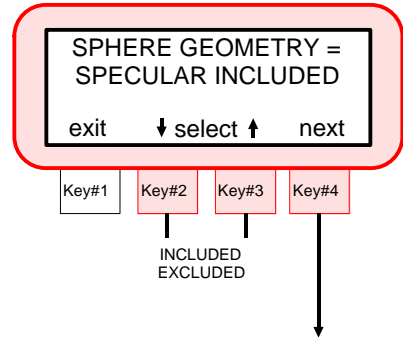 SPHERE GEOMETRY =
SPECULAR INCLUDED
exit select next
Key#1 Key#2 Key#3 Key#4
INCLUDED
EXCLUDED